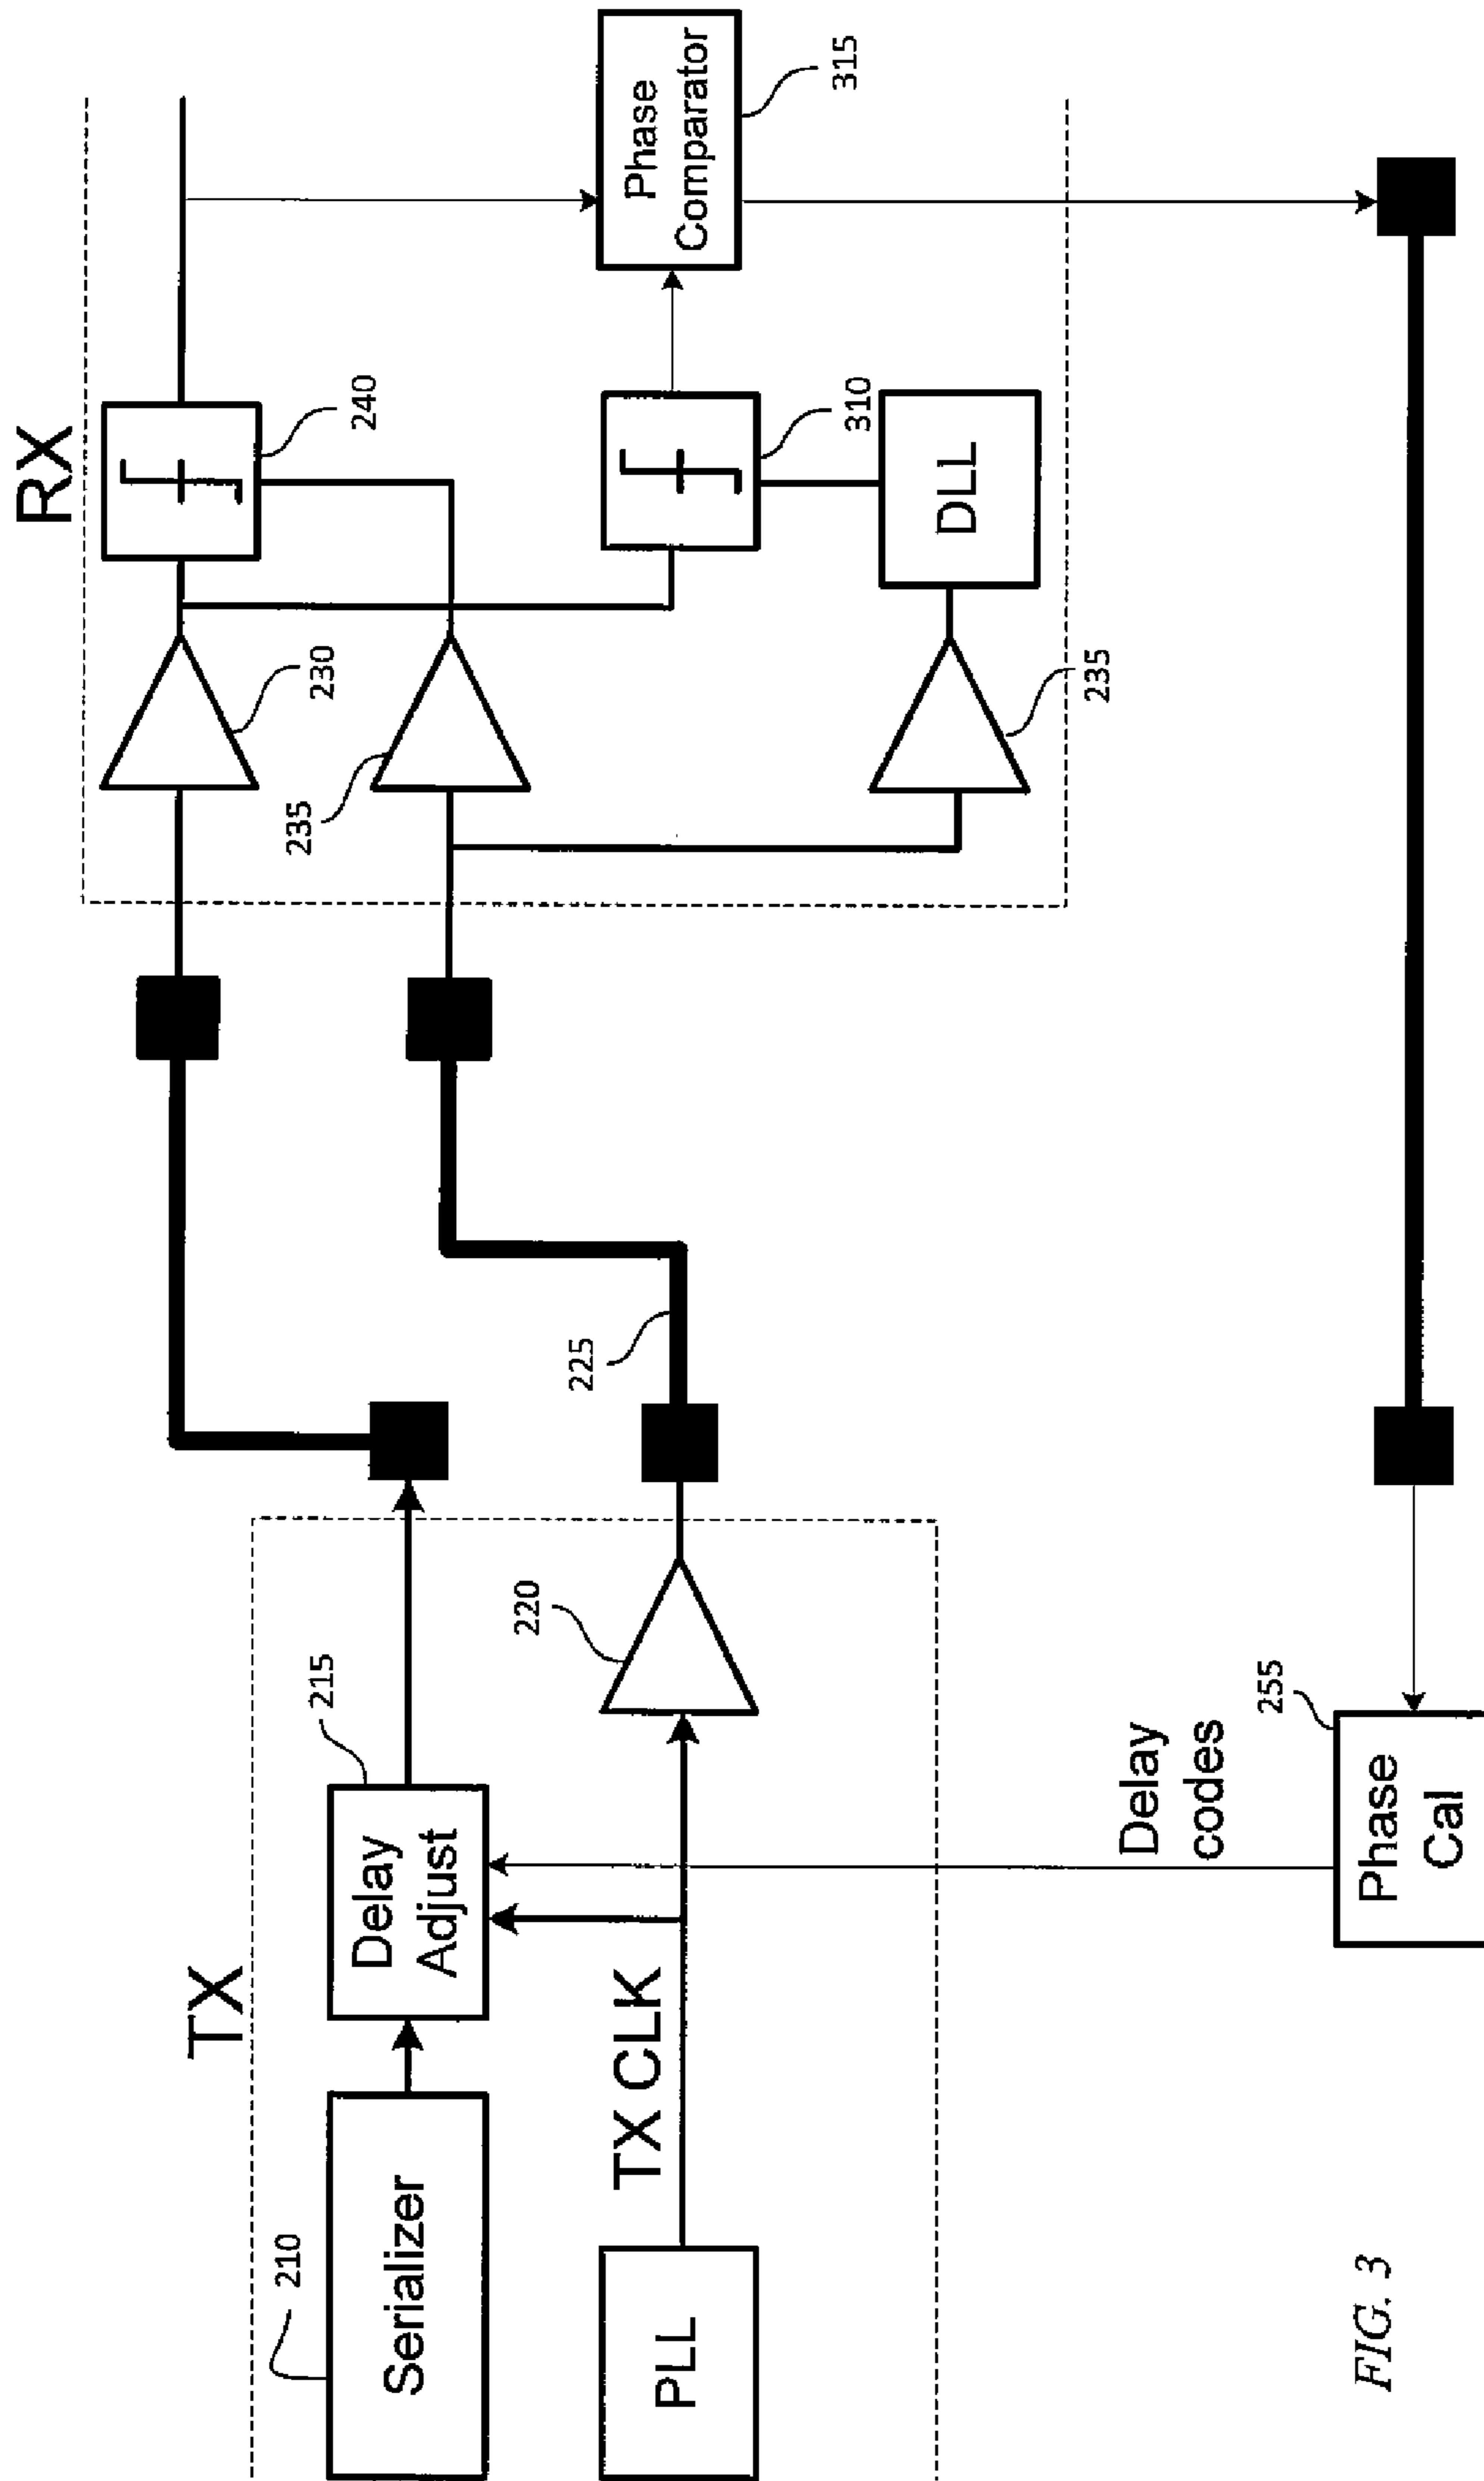 TX
210
Serializer
215
Delay
Adjust
TX CLK
PLL
220
225
RX
230
240
235
310
235
DLL
Phase
Comparator
315
Delay
codes
255
Phase
Cal
FIG. 3